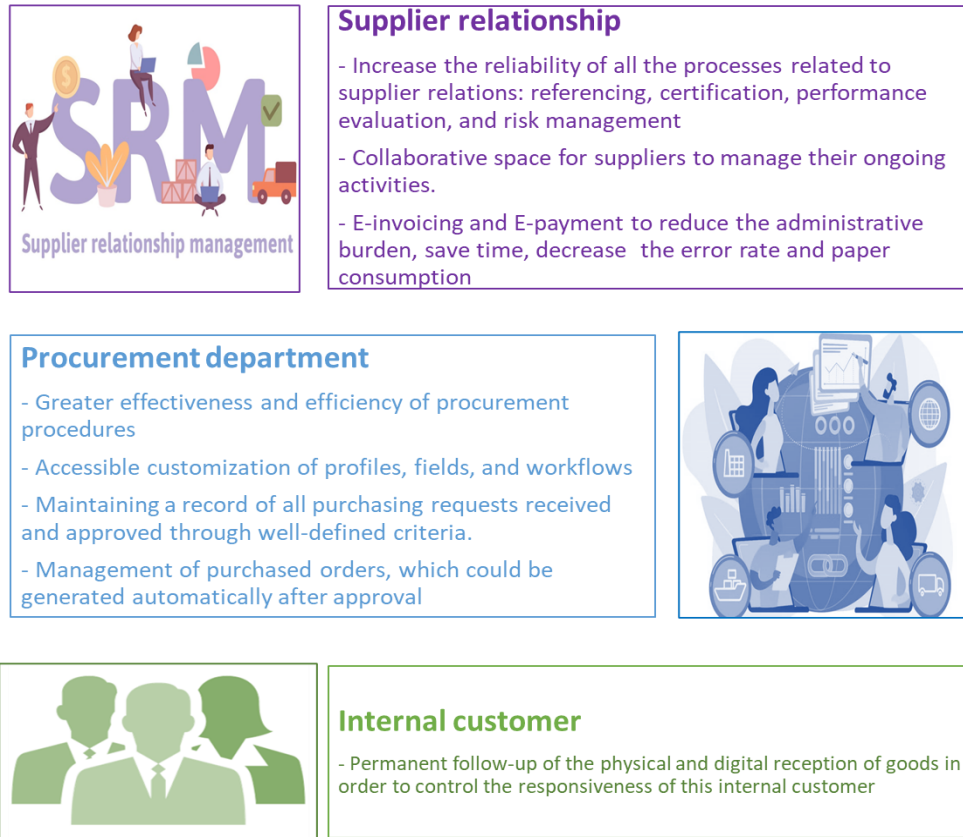 SRM
Supplier relationship management
Supplier relationship
- Increase the reliability of all the processes related to
supplier relations: referencing, certification, performance
evaluation, and risk management
- Collaborative space for suppliers to manage their ongoing
activities.
- E-invoicing and E-payment to reduce the administrative
burden, save time, decrease the error rate and paper
consumption
Procurement department
- Greater effectiveness and efficiency of procurement
procedures
- Accessible customization of profiles, fields, and workflows
- Maintaining a record of all purchasing requests received
and approved through well-defined criteria.
- Management of purchased orders, which could be
generated automatically after approval
Internal customer
- Permanent follow-up of the physical and digital reception of goods in
order to control the responsiveness of this internal customer